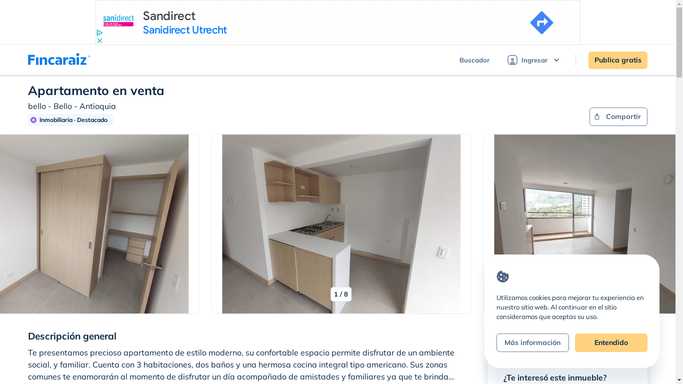 sanidirect
Sandirect
Sanidirect Utrecht
Fincaraiz
Buscador
Ingresar
Publica gratis
Apartamento en venta
bello - Bello - Antioquia
Inmobiliaria · Destacado
Compartir
1 / 8
Descripción general
Te presentamos precioso apartamento de estilo moderno, su confortable espacio permite disfrutar de un ambiente
social, y familiar. Cuenta con 3 habitaciones, dos baños y una hermosa cocina integral tipo americano. Sus zonas
comunes te enamorarán al momento de disfrutar un día acompañado de amistades y familiares ya que te brinda...
Utilizamos cookies para mejorar tu experiencia en
nuestro sitio web. Al continuar en el sitio
consideramos que aceptas su uso.
Más información
Entendido
¿Te interesó este inmueble?